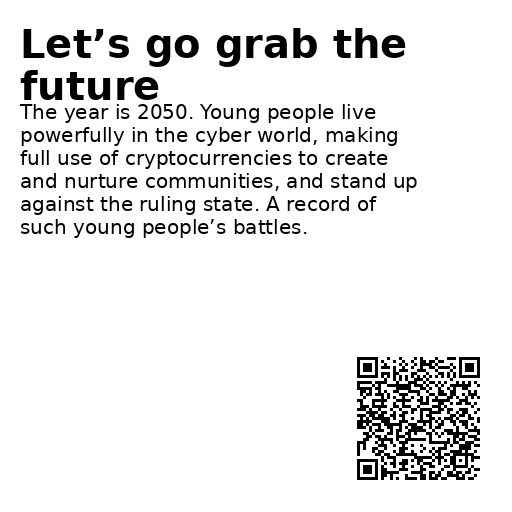 Let’s go grab the
future
The year is 2050. Young people live
powerfully in the cyber world, making
full use of cryptocurrencies to create
and nurture communities, and stand up
against the ruling state. A record of
such young people’s battles.